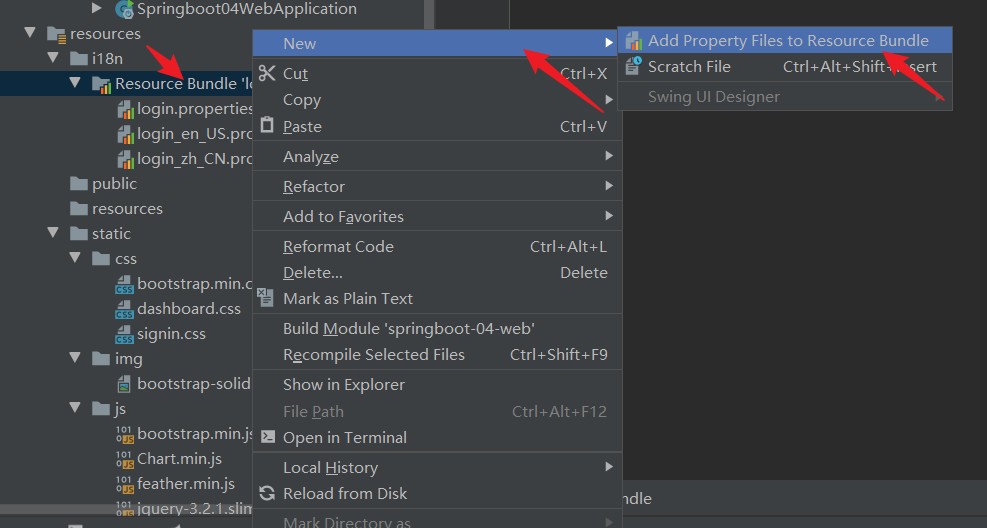 Springboot04WebApplication
resources
i18n
Resource Bundle 'lo
login.properties
login_en_US.pro
login_zh_CN.pro
public
resources
static
css
bootstrap.min.c
dashboard.css
signin.css
img
bootstrap-solid
js
bootstrap.min.js
Chart.min.js
feather.min.js
jquery-3.2.1.slim
New
Cut Ctrl+X
Copy
Paste Ctrl+V
Analyze
Refactor
Add to Favorites
Reformat Code Ctrl+Alt+L
Delete... Delete
Mark as Plain Text
Build Module 'springboot-04-web'
Recompile Selected Files Ctrl+Shift+F9
Show in Explorer
File Path Ctrl+Alt+F12
Open in Terminal
Local History
Reload from Disk
Mark Directory as
Add Property Files to Resource Bundle
Scratch File Ctrl+Alt+Shift+Insert
Swing UI Designer
ndle